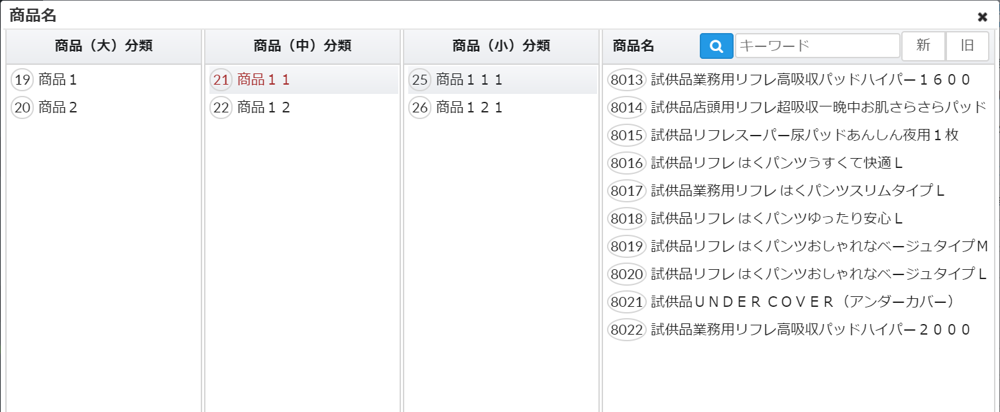 商品名
商品（大）分類
商品（中）分類
商品（小）分類
商品名
キーワード
新
旧
19 商品１
20 商品２
21 商品１１
22 商品１２
25 商品１１１
26 商品１２１
8013 試供品業務用リフレ高吸収パッドハイパー１６００
8014 試供品店頭用リフレ超吸収一晩中お肌さらさらパッド
8015 試供品リフレスーパー尿パッドあんしん夜用１枚
8016 試供品リフレ はくパンツうすくて快適Ｌ
8017 試供品業務用リフレ はくパンツスリムタイプＬ
8018 試供品リフレ はくパンツゆったり安心Ｌ
8019 試供品リフレ はくパンツおしゃれなベージュタイプＭ
8020 試供品リフレ はくパンツおしゃれなベージュタイプＬ
8021 試供品ＵＮＤＥＲ ＣＯＶＥＲ（アンダーカバー）
8022 試供品業務用リフレ高吸収パッドハイパー２０００